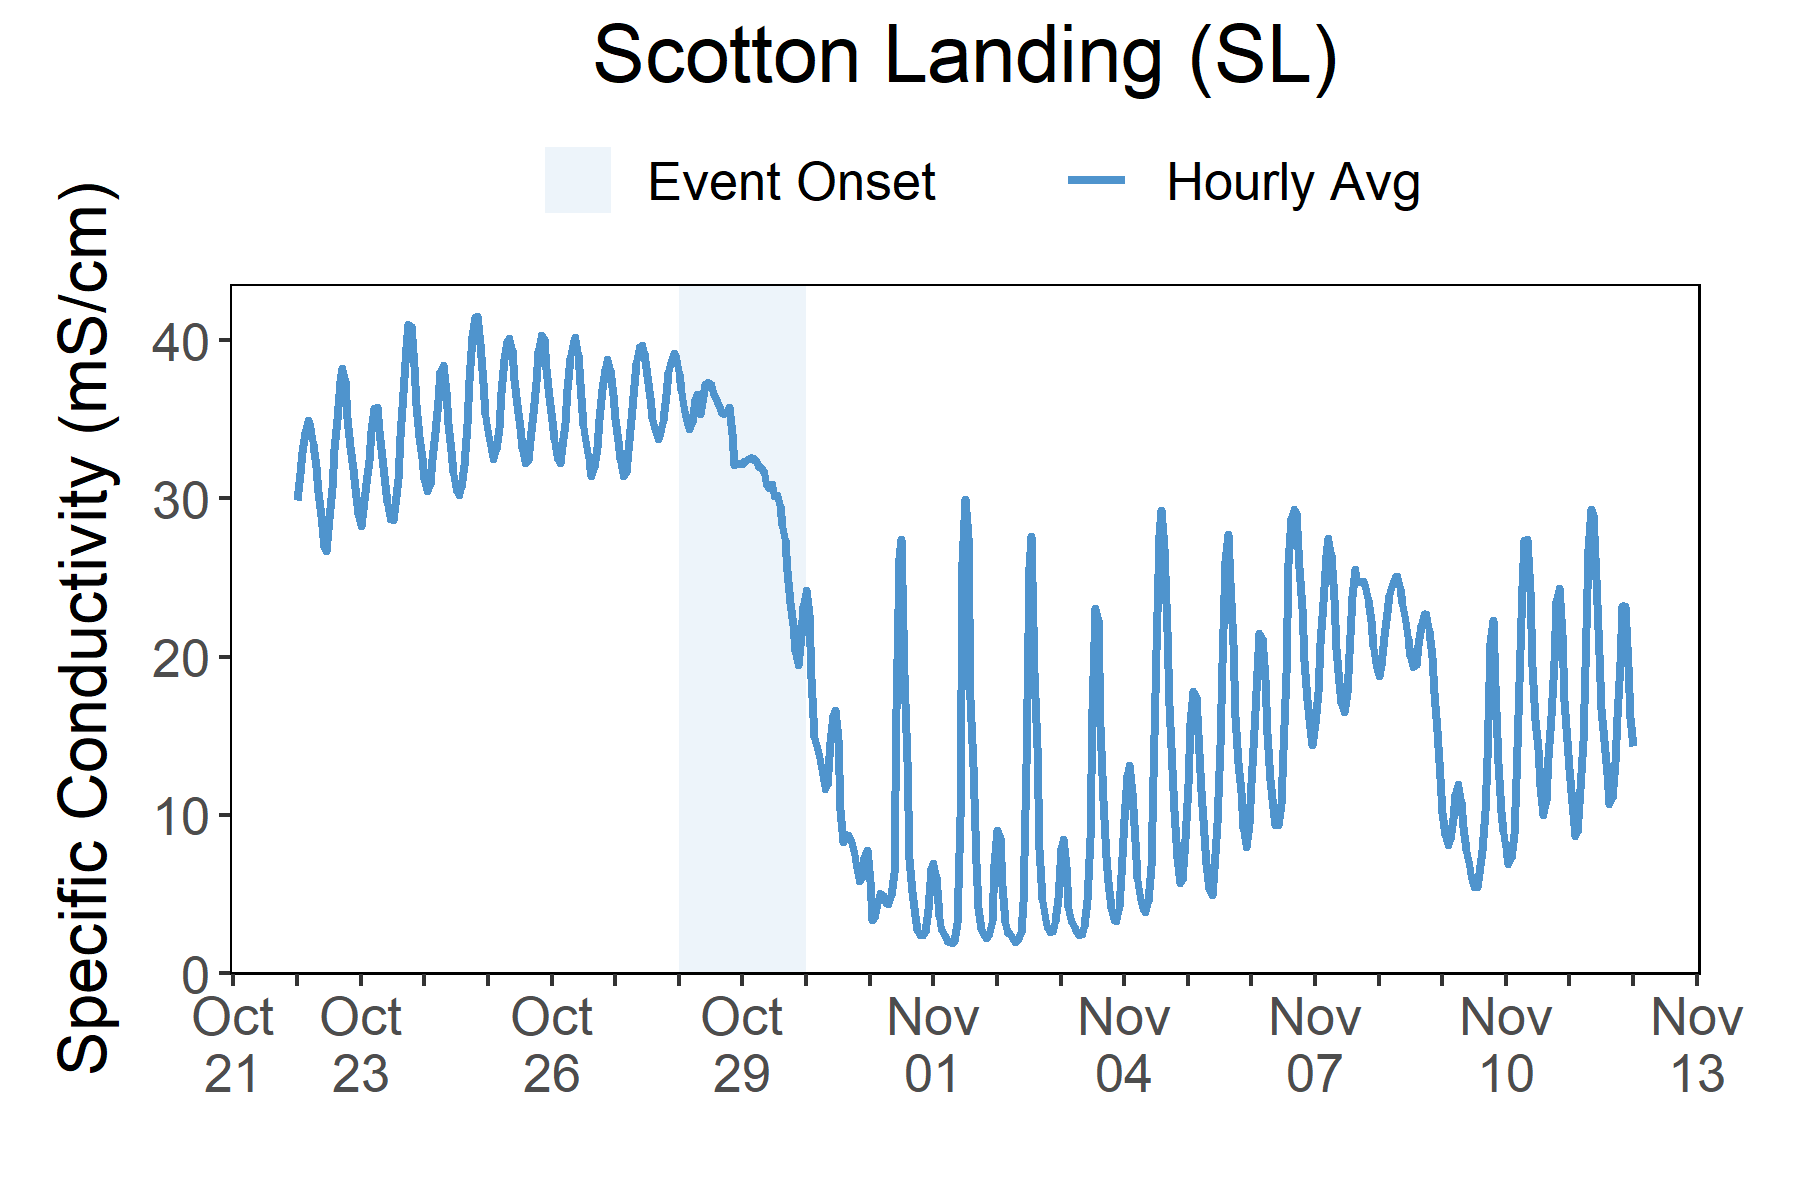 Scotton Landing (SL)
Event Onset
Hourly Avg
Specific Conductivity (mS/cm)
40
30
20
10
0
Oct 21
Oct 23
Oct 26
Oct 29
Nov 01
Nov 04
Nov 07
Nov 10
Nov 13